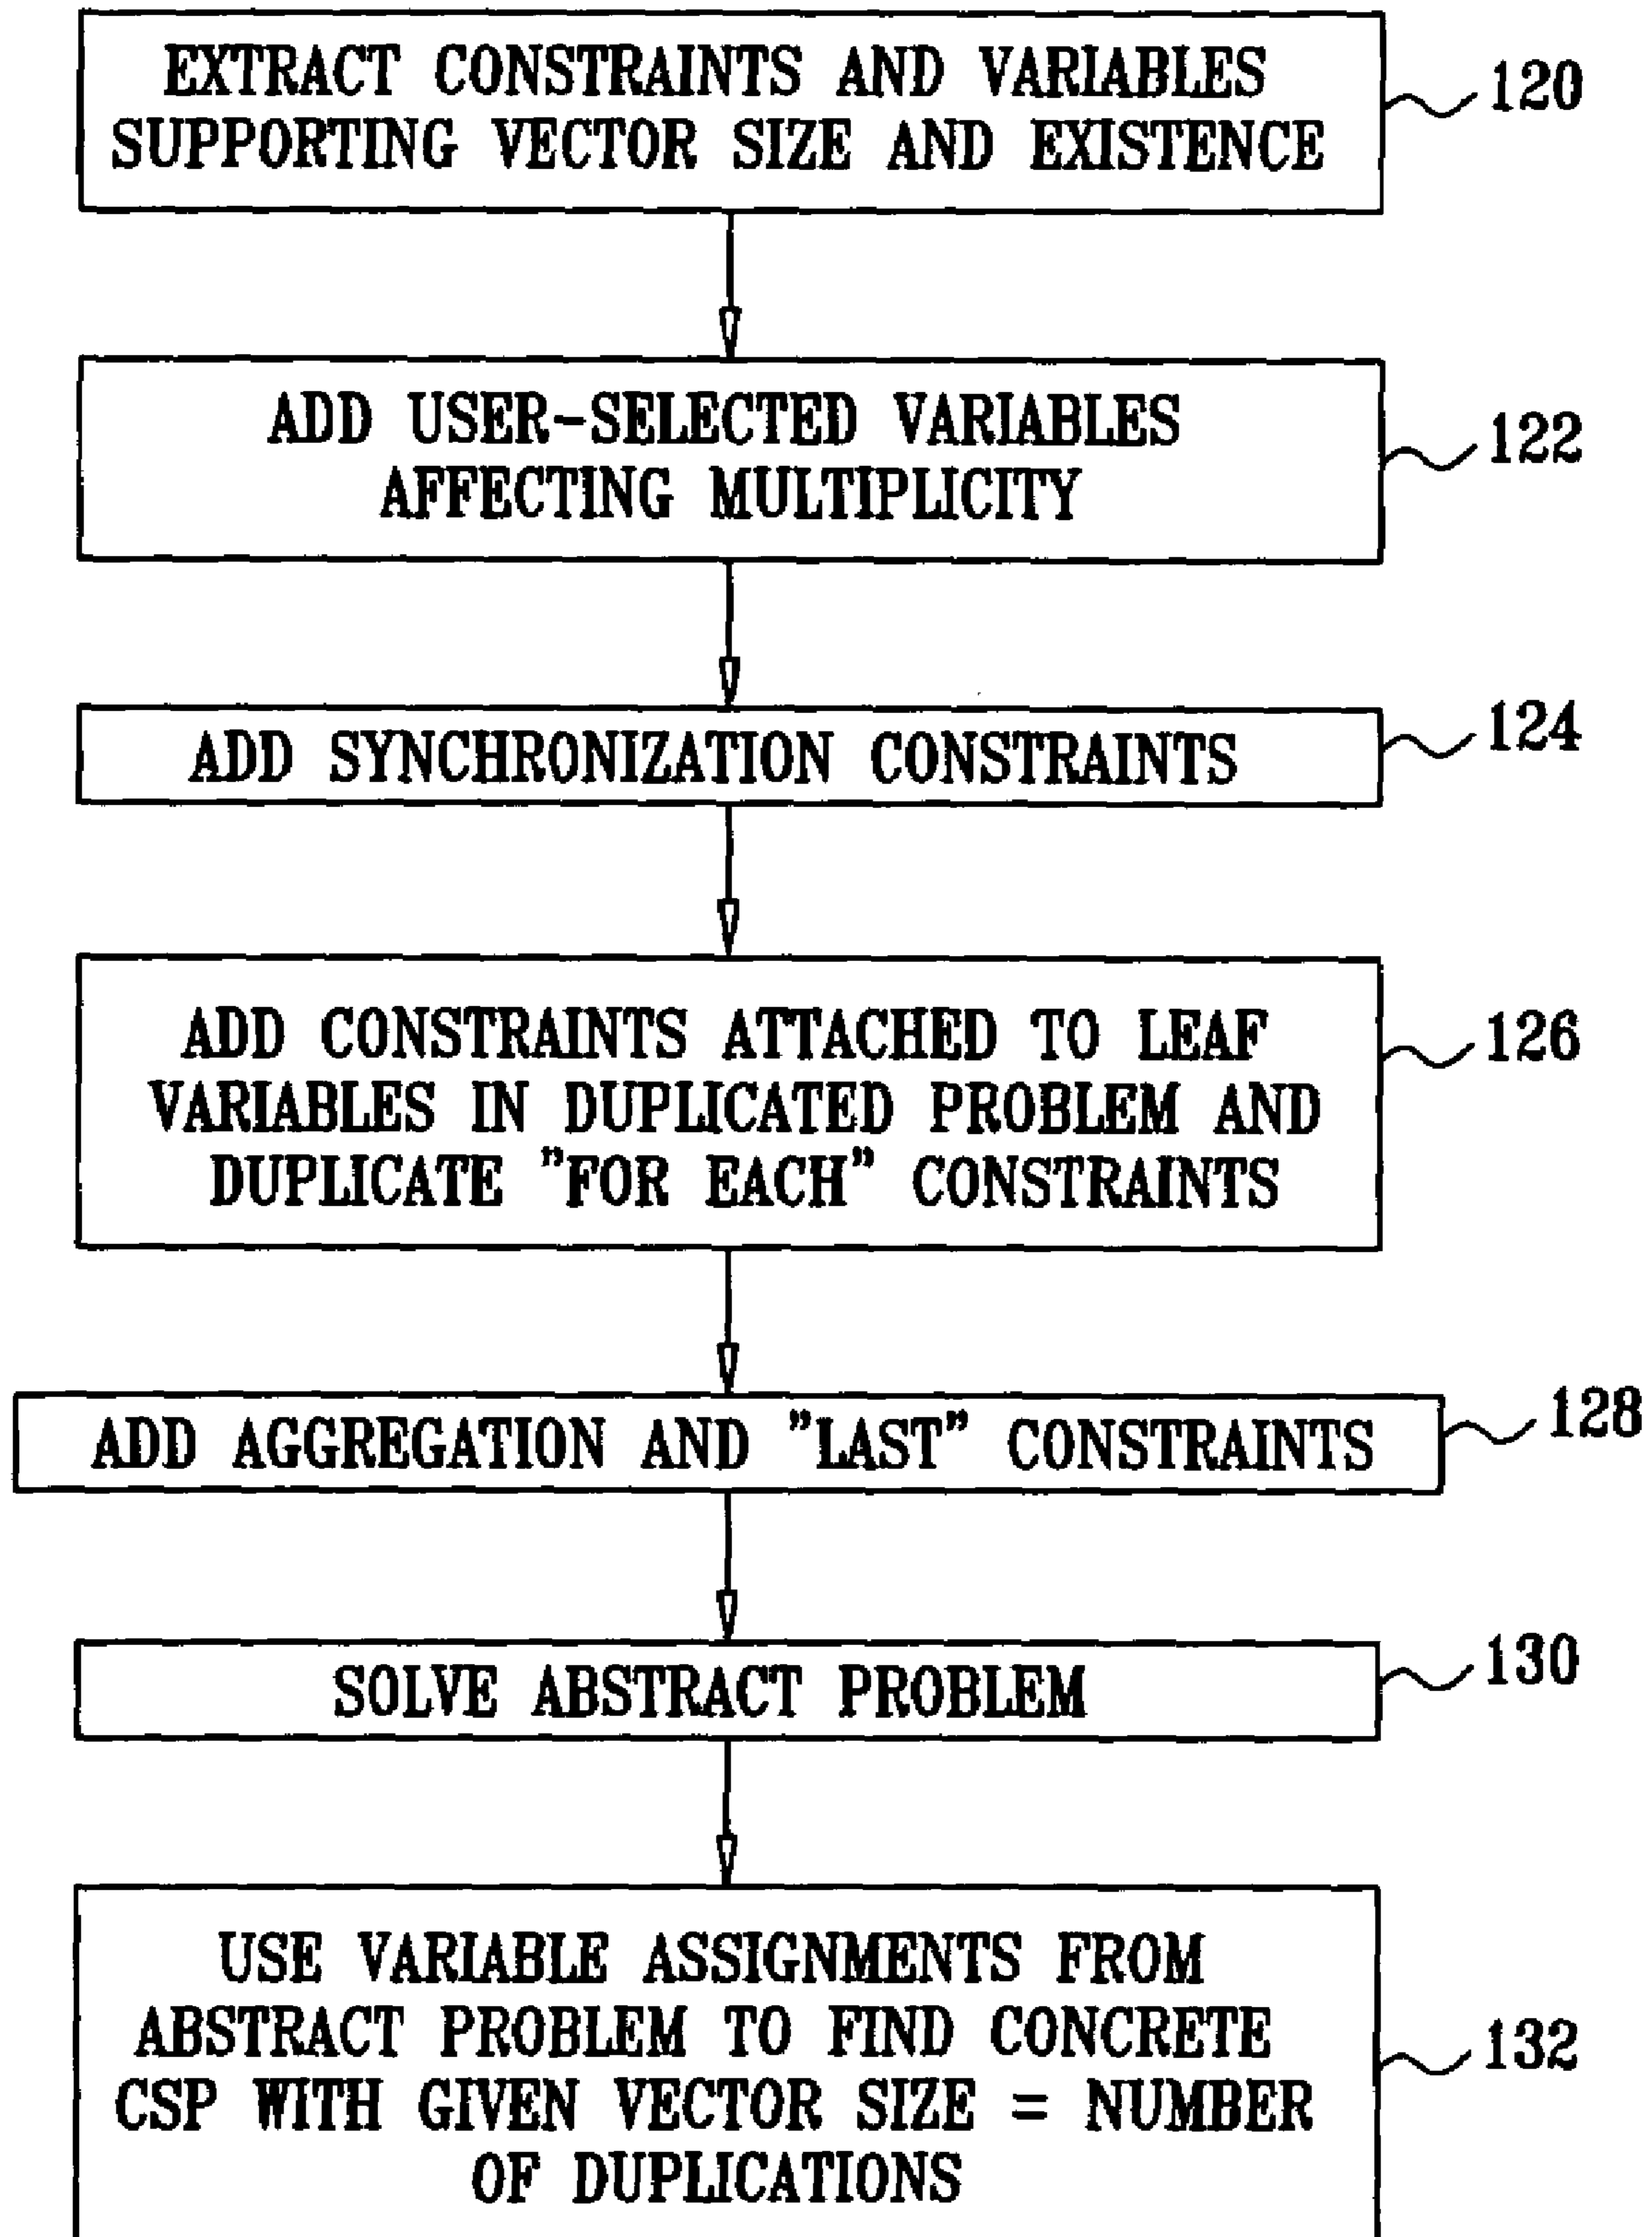 EXTRACT CONSTRAINTS AND VARIABLES
SUPPORTING VECTOR SIZE AND EXISTENCE
120
ADD USER-SELECTED VARIABLES
AFFECTING MULTIPLICITY
122
ADD SYNCHRONIZATION CONSTRAINTS
124
ADD CONSTRAINTS ATTACHED TO LEAF
VARIABLES IN DUPLICATED PROBLEM AND
DUPLICATE "FOR EACH" CONSTRAINTS
126
ADD AGGREGATION AND "LAST" CONSTRAINTS
128
SOLVE ABSTRACT PROBLEM
130
USE VARIABLE ASSIGNMENTS FROM
ABSTRACT PROBLEM TO FIND CONCRETE
CSP WITH GIVEN VECTOR SIZE = NUMBER
OF DUPLICATIONS
132